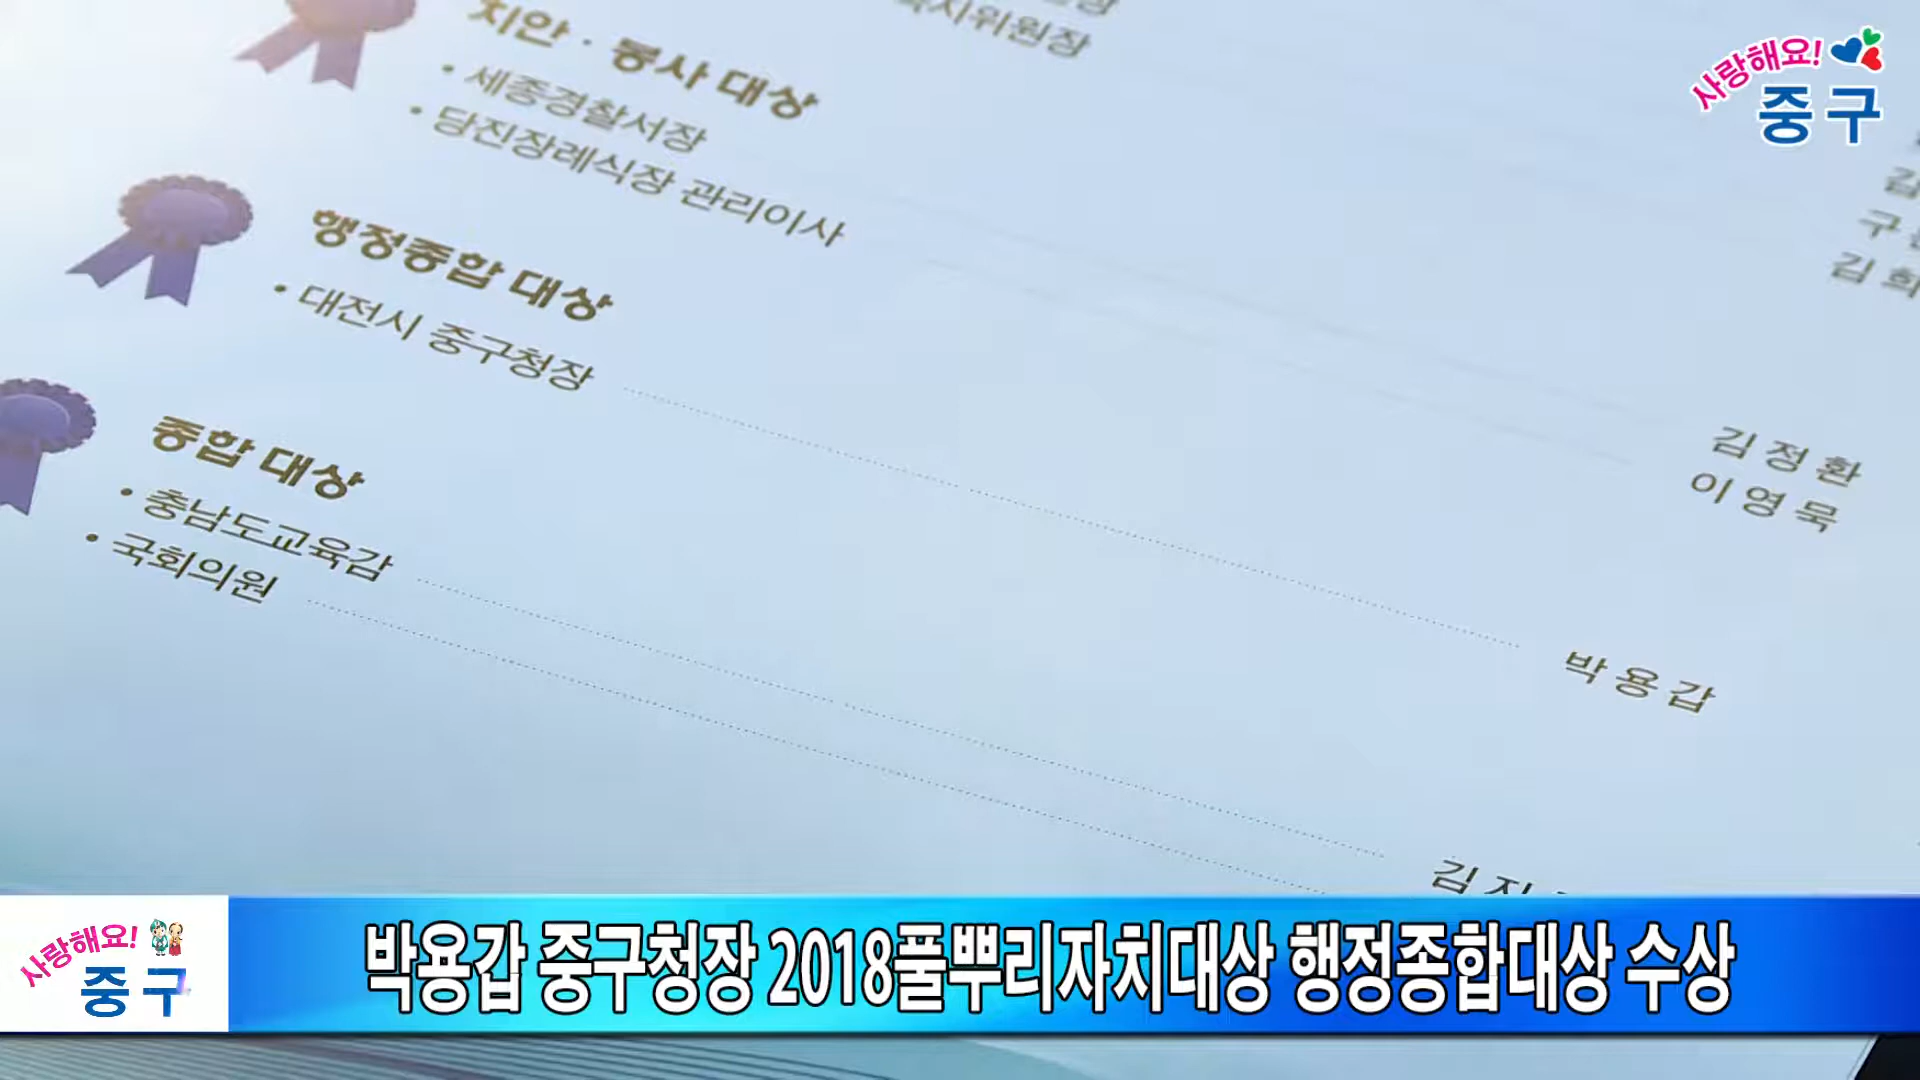 치안 · 봉사 대상
• 세종경찰서장
• 당진장례식장 관리이사
행정종합 대상
• 대전시 중구청장
종합 대상
• 충남도교육감
• 국회의원
김 정 환
이 영 묵
박 용 갑
사랑해요!
중구
사랑해요!
중구
박용갑 중구청장 2018풀뿌리자치대상 행정종합대상 수상